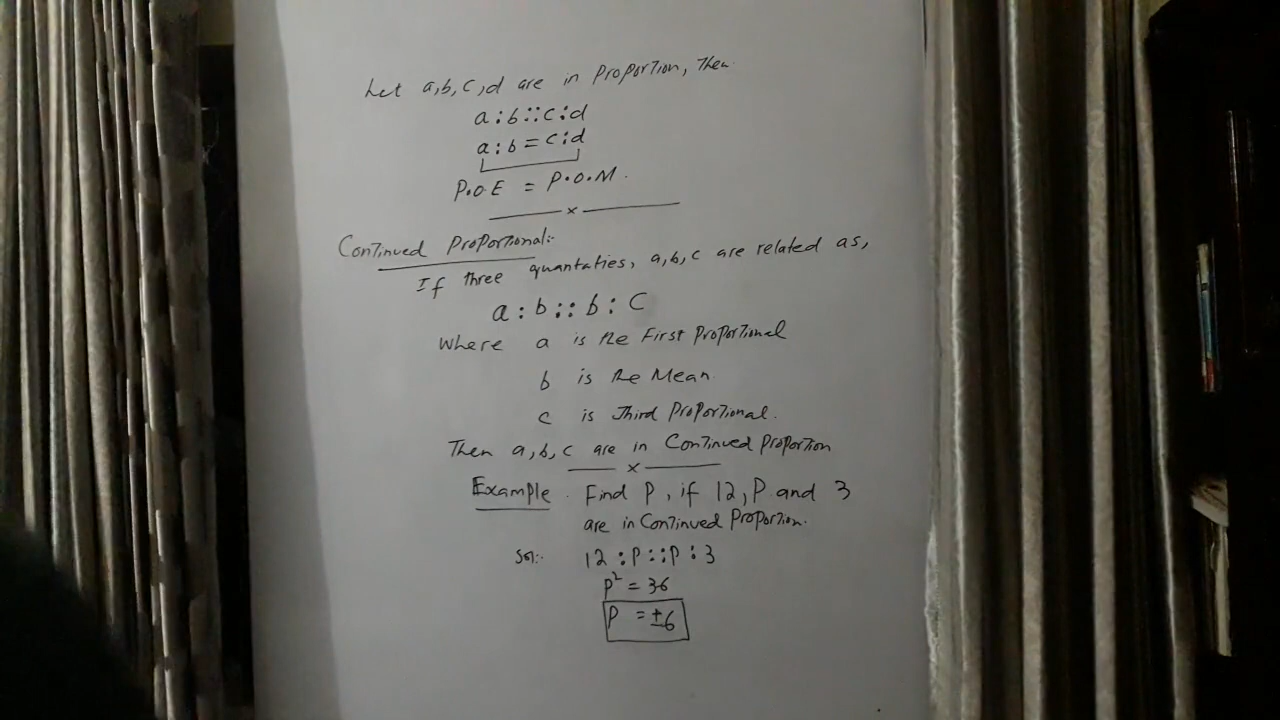 Let a,b,c,d are in Proportion, Then
a:b::c:d
a:b=c:d
P.O.E = P.O.M.
x
Continued Proportional:-
If three quantaties, a,b,c are related as,
a:b::b:C
Where a is the First Proportional
b is the Mean
c is Third Proportional.
Then a,b,c are in Continued Proportion
x
Example. Find P, if 12, P and 3
are in Continued Proportion.
Sol:- 12:P::P:3
P² = 36
P = ±6